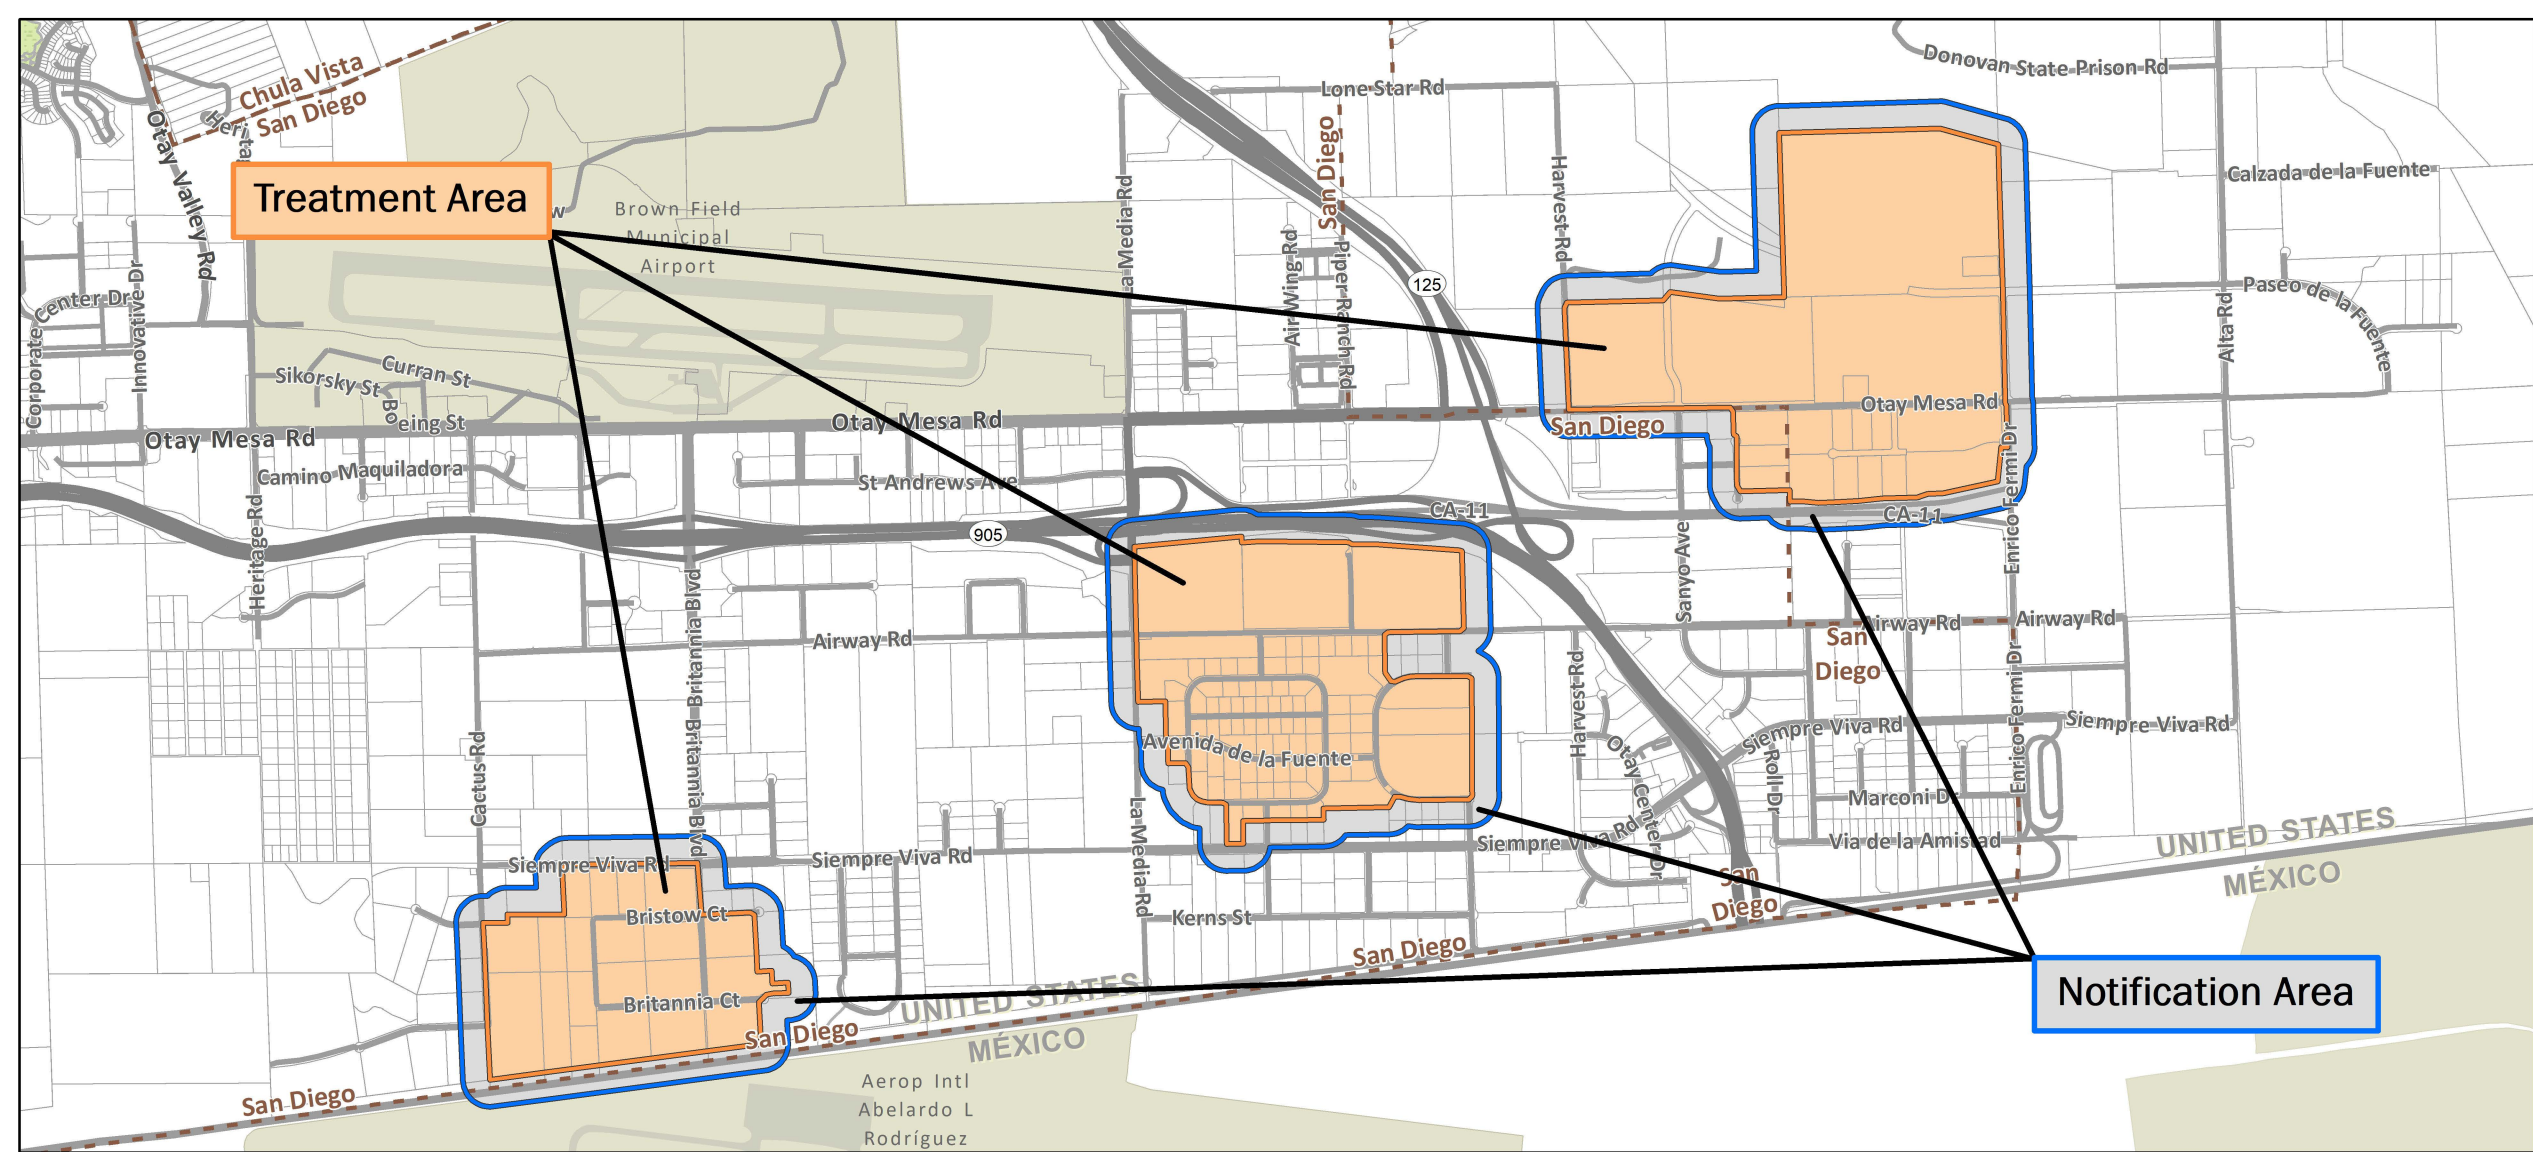 Chula Vista
San Diego
Donovan State Prison Rd
Lone Star Rd
Otay Valley Rd
San Diego
Harvest Rd
Calzada de la Fuente
Treatment Area
Brown Field
Municipal
Airport
La Media Rd
Air Wing Rd
Piper Ranch Rd
125
Innovative Dr
Center Dr
Corporate
Paseo de la Fuente
Alta Rd
Sikorsky St
Curran St
Boeing St
Otay Mesa Rd
Otay Mesa Rd
Otay Mesa Rd
San Diego
Camino Maquiladora
St Andrews Ave
Enrico Fermi Dr
Heritage Rd
905
CA-11
CA-11
Sanyo Ave
Enrico Fermi Dr
Britannia Blvd
Airway Rd
Airway Rd
Airway Rd
San
Diego
Harvest Rd
Enrico Fermi Dr
Cactus Rd
Britannia Blvd
Avenida de la Fuente
Otay Center Dr
Siempre Viva Rd
Siempre Viva Rd
Roll Dr
Marconi Dr
La Media Rd
Siempre Viva Rd
Siempre Viva Rd
Siempre Viva Rd
Via de la Amistad
UNITED STATES
MÉXICO
San
Diego
Bristow Ct
Kerns St
San Diego
Britannia Ct
UNITED STATES
MÉXICO
San Diego
Notification Area
San Diego
Aerop Intl
Abelardo L
Rodríguez